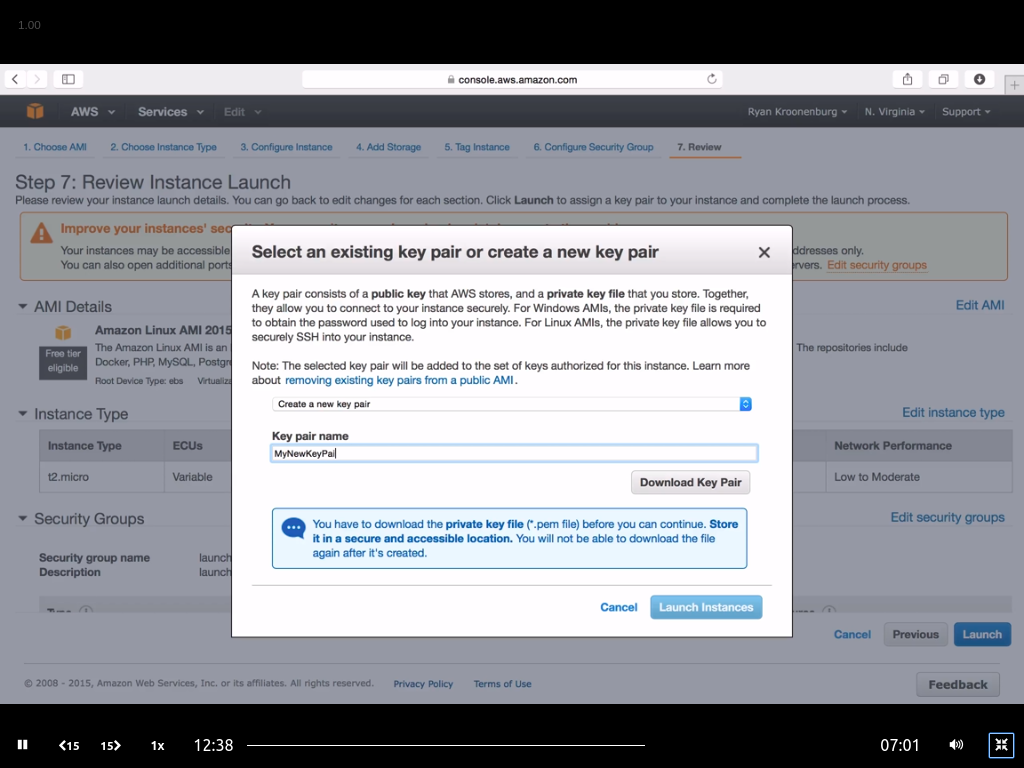 1.00
console.aws.amazon.com
AWS Services Edit Ryan Kroonenburg N. Virginia Support
1. Choose AMI 2. Choose Instance Type 3. Configure Instance 4. Add Storage 5. Tag Instance 6. Configure Security Group 7. Review
Step 7: Review Instance Launch
Please review your instance launch details. You can go back to edit changes for each section. Click Launch to assign a key pair to your instance and complete the launch process.
Improve your instances' sec
Your instances may be accessible ddresses only.
You can also open additional ports rvers. Edit security groups
Select an existing key pair or create a new key pair
A key pair consists of a public key that AWS stores, and a private key file that you store. Together,
they allow you to connect to your instance securely. For Windows AMIs, the private key file is required
to obtain the password used to log into your instance. For Linux AMIs, the private key file allows you to
securely SSH into your instance.
Note: The selected key pair will be added to the set of keys authorized for this instance. Learn more
about removing existing key pairs from a public AMI .
Create a new key pair
Key pair name
MyNewKeyPai
Download Key Pair
You have to download the private key file (*.pem file) before you can continue. Store
it in a secure and accessible location. You will not be able to download the file
again after it's created.
Cancel Launch Instances
AMI Details Edit AMI
Amazon Linux AMI 2015
Free tier
eligible
The Amazon Linux AMI is an The repositories include
Docker, PHP, MySQL, Postgre
Root Device Type: ebs Virtualiz
Instance Type Edit instance type
Instance Type ECUs Network Performance
t2.micro Variable Low to Moderate
Security Groups Edit security groups
Security group name launch
Description launch
Cancel Previous Launch
© 2008 - 2015, Amazon Web Services, Inc. or its affiliates. All rights reserved. Privacy Policy Terms of Use Feedback
15 15 1x 12:38 07:01